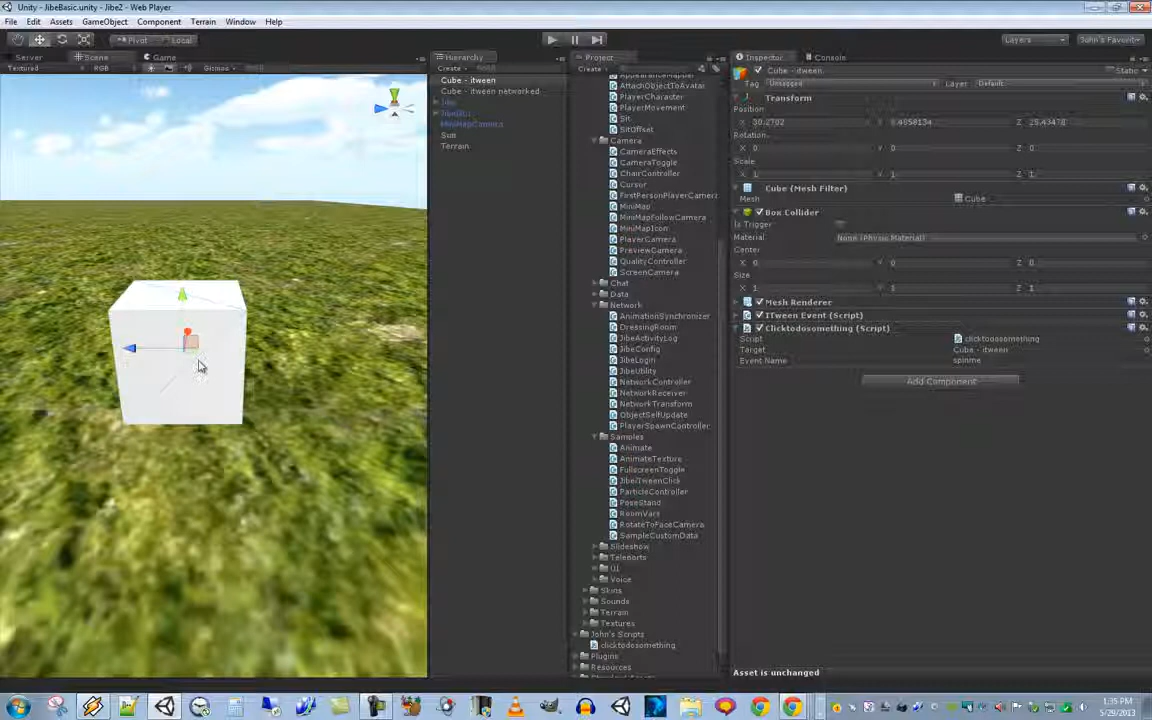 Unity - JibeBasic.unity - Jibe2 - Web Player
File Edit Assets GameObject Component Terrain Window Help
Pivot Local Layers John's Favorit
Server Scene Game
Textured RGB Gizmos
Hierarchy
Create
Cube - itween
Cube - itween networked
MiniMapCamera
Sun
Terrain
Project
Create
AppearanceMapper
AttachObjectToAvatar
PlayerCharacter
PlayerMovement
Sit
SitOffset
Camera
CameraEffects
CameraToggle
ChairController
Cursor
FirstPersonPlayerCamera
MiniMap
MiniMapFollowCamera
MiniMapIcon
PlayerCamera
PreviewCamera
QualityController
ScreenCamera
Chat
Data
Network
AnimationSynchronizer
DressingRoom
JibeActivityLog
JibeConfig
JibeLogin
JibeUtility
NetworkController
NetworkReceiver
NetworkTransform
ObjectSelfUpdate
PlayerSpawnController
Samples
Animate
AnimateTexture
FullscreenToggle
JibeiTweenClick
ParticleController
PoseStand
RoomVars
RotateToFaceCamera
SampleCustomData
Slideshow
Teleports
UI
Voice
Skins
Sounds
Terrain
Textures
John's Scripts
clicktodosomething
Plugins
Resources
Inspector Console
Cube - itween Static
Tag Untagged Layer Default
Transform
Position
X 30.2702 Y Z 25.43478
Rotation
X 0 Y 0 Z 0
Scale
X 1 Y 1 Z 1
Cube (Mesh Filter)
Mesh Cube
Box Collider
Is Trigger
Material None (Physic Material)
Center
X 0 Y 0 Z 0
Size
X 1 Y 1 Z 1
Mesh Renderer
ITween Event (Script)
Clicktodosomething (Script)
Script clicktodosomething
Target Cube - itween
Event Name spinme
Add Component
Asset is unchanged
1:35 PM
5/29/2013